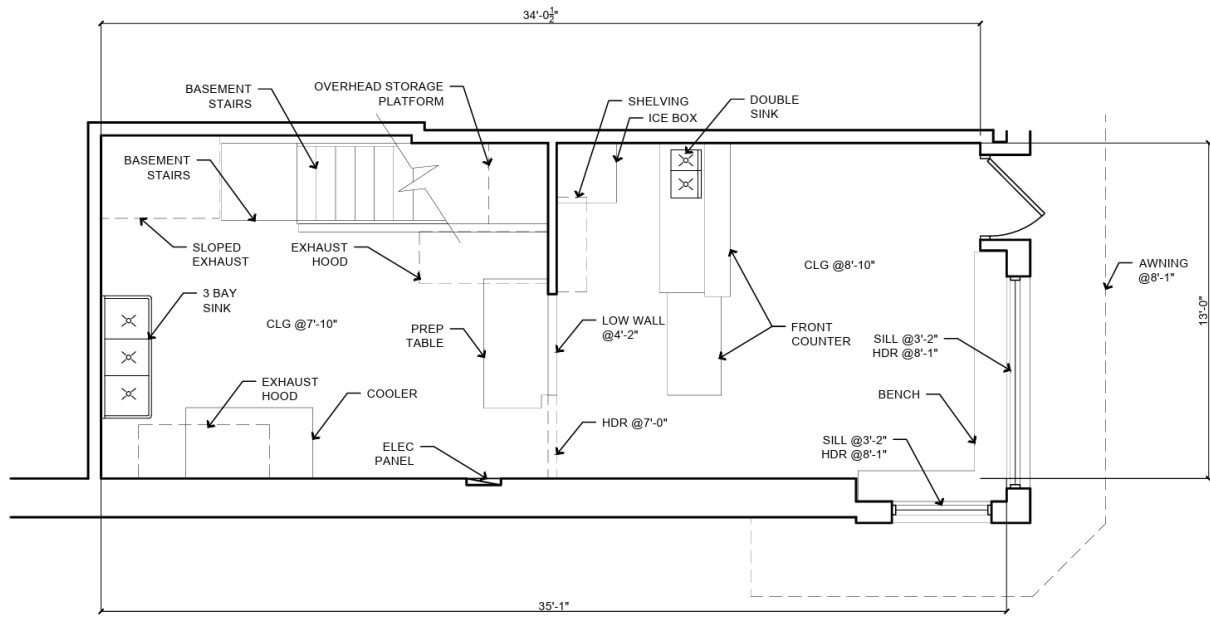 34'-0½"
BASEMENT
STAIRS
OVERHEAD STORAGE
PLATFORM
SHELVING
ICE BOX
DOUBLE
SINK
BASEMENT
STAIRS
SLOPED
EXHAUST
EXHAUST
HOOD
CLG @8'-10"
AWNING
@8'-1"
3 BAY
SINK
CLG @7'-10"
PREP
TABLE
LOW WALL
@4'-2"
FRONT
COUNTER
13'-0"
SILL @3'-2"
HDR @8'-1"
EXHAUST
HOOD
COOLER
BENCH
HDR @7'-0"
ELEC
PANEL
SILL @3'-2"
HDR @8'-1"
35'-1"